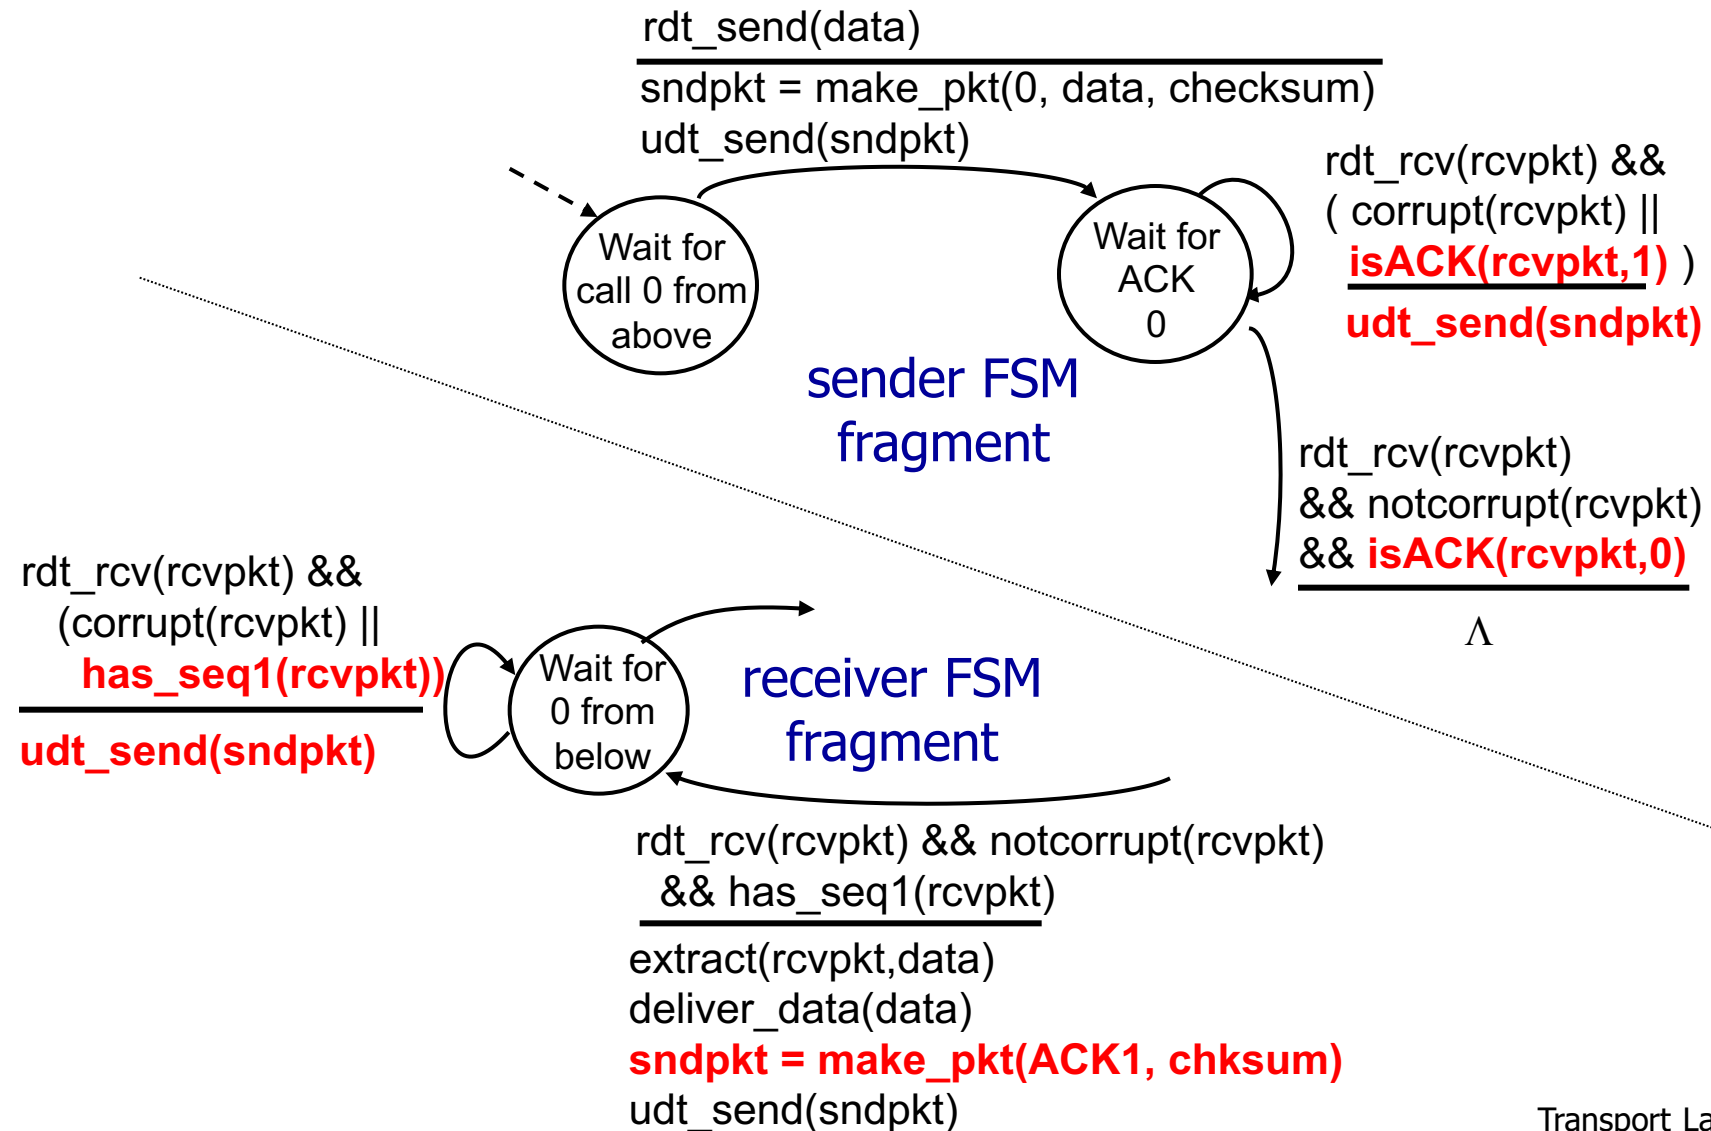 rdt_send(data)
sndpkt = make_pkt(0, data, checksum)
udt_send(sndpkt)
Wait for
call 0 from
above
Wait for
ACK
0
rdt_rcv(rcvpkt) &&
( corrupt(rcvpkt) ||
isACK(rcvpkt,1) )
udt_send(sndpkt)
sender FSM
fragment
rdt_rcv(rcvpkt)
&& notcorrupt(rcvpkt)
&& isACK(rcvpkt,0)
Λ
rdt_rcv(rcvpkt) &&
(corrupt(rcvpkt) ||
has_seq1(rcvpkt))
udt_send(sndpkt)
Wait for
0 from
below
receiver FSM
fragment
rdt_rcv(rcvpkt) && notcorrupt(rcvpkt)
&& has_seq1(rcvpkt)
extract(rcvpkt,data)
deliver_data(data)
sndpkt = make_pkt(ACK1, chksum)
udt_send(sndpkt)
Transport La